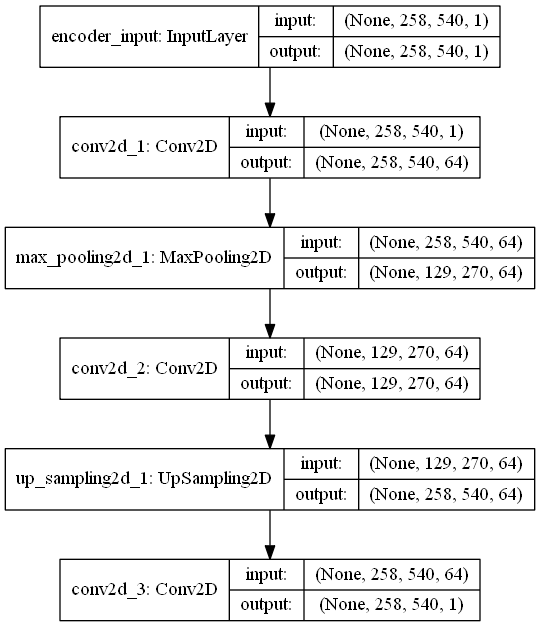 encoder_input: InputLayer
input: (None, 258, 540, 1)
output: (None, 258, 540, 1)
conv2d_1: Conv2D
input: (None, 258, 540, 1)
output: (None, 258, 540, 64)
max_pooling2d_1: MaxPooling2D
input: (None, 258, 540, 64)
output: (None, 129, 270, 64)
conv2d_2: Conv2D
input: (None, 129, 270, 64)
output: (None, 129, 270, 64)
up_sampling2d_1: UpSampling2D
input: (None, 129, 270, 64)
output: (None, 258, 540, 64)
conv2d_3: Conv2D
input: (None, 258, 540, 64)
output: (None, 258, 540, 1)